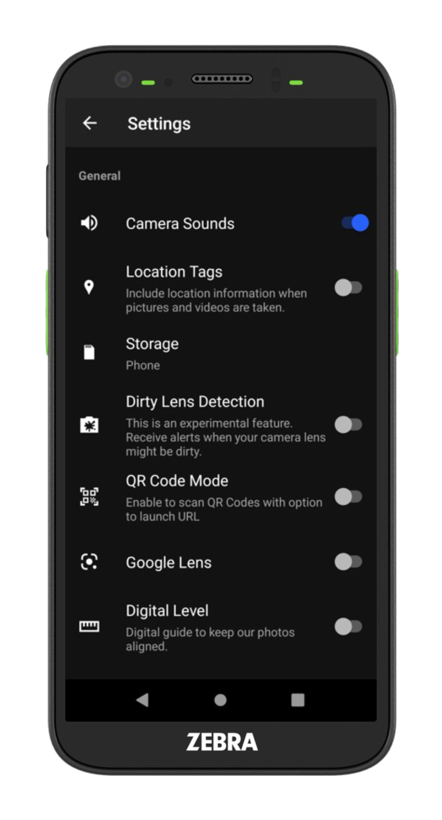 Settings
General
Camera Sounds
Location Tags
Include location information when
pictures and videos are taken.
Storage
Phone
Dirty Lens Detection
This is an experimental feature.
Receive alerts when your camera lens
might be dirty.
QR Code Mode
Enable to scan QR Codes with option
to launch URL
Google Lens
Digital Level
Digital guide to keep our photos
aligned.
ZEBRA